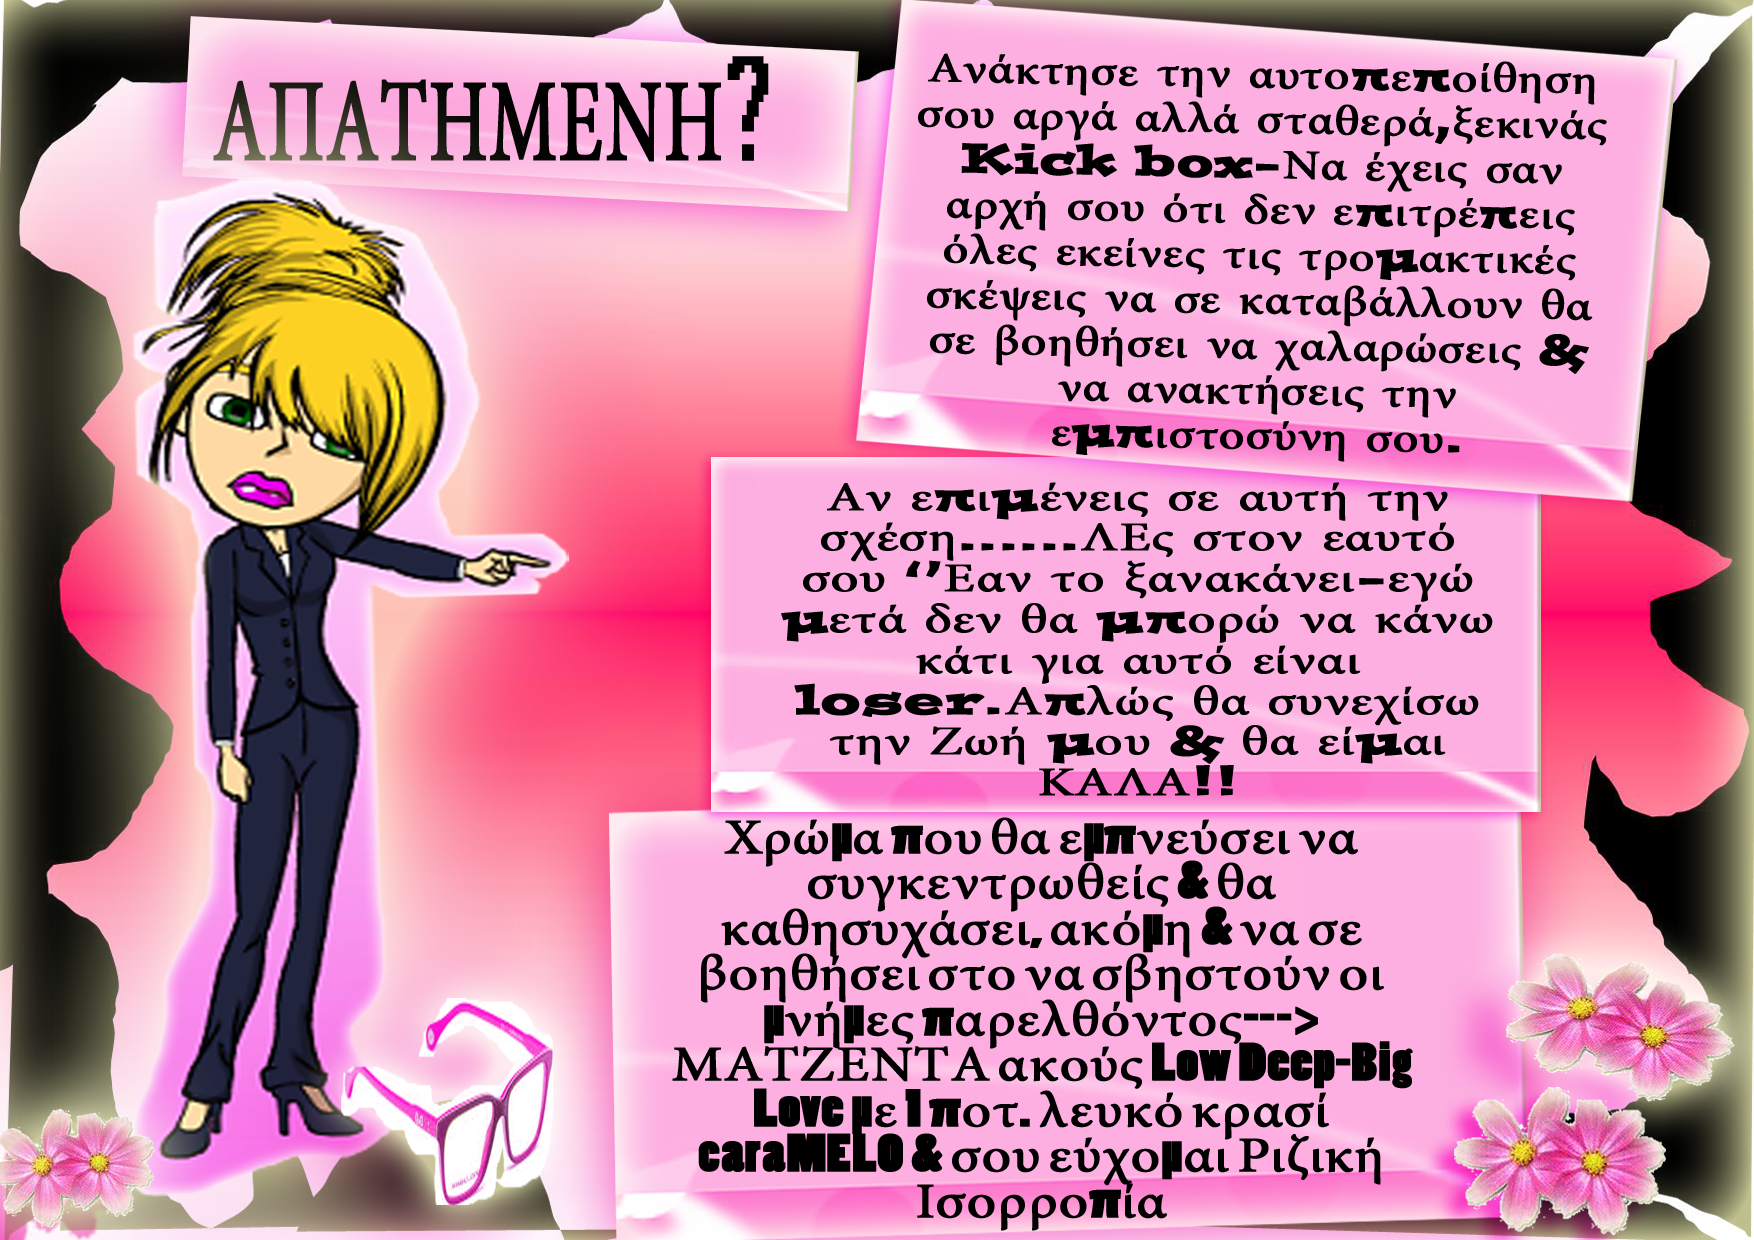 ΑΠΑΤΗΜΕΝΗ?
Ανάκτησε την αυτοπεποίθηση
σου αργά αλλά σταθερά,ξεκινάς
Kick box-Να έχεις σαν
αρχή σου ότι δεν επιτρέπεις
όλες εκείνες τις τρομακτικές
σκέψεις να σε καταβάλλουν θα
σε βοηθήσει να χαλαρώσεις &
να ανακτήσεις την
εμπιστοσύνη σου.
Αν επιμένεις σε αυτή την
σχέση......ΛΕς στον εαυτό
σου ‘’Εαν το ξανακάνει-εγώ
μετά δεν θα μπορώ να κάνω
κάτι για αυτό είναι
loser.Απλώς θα συνεχίσω
την Ζωή μου & θα είμαι
ΚΑΛΑ!!
Χρώμα που θα εμπνεύσει να
συγκεντρωθείς & θα
καθησυχάσει, ακόμη & να σε
βοηθήσει στο να σβηστούν οι
μνήμες παρελθόντος--->
ΜΑΤΖΕΝΤΑ ακούς Low Deep-Big
Love με 1 ποτ. λευκό κρασί
caraMELO & σου εύχομαι Ριζική
Ισορροπία